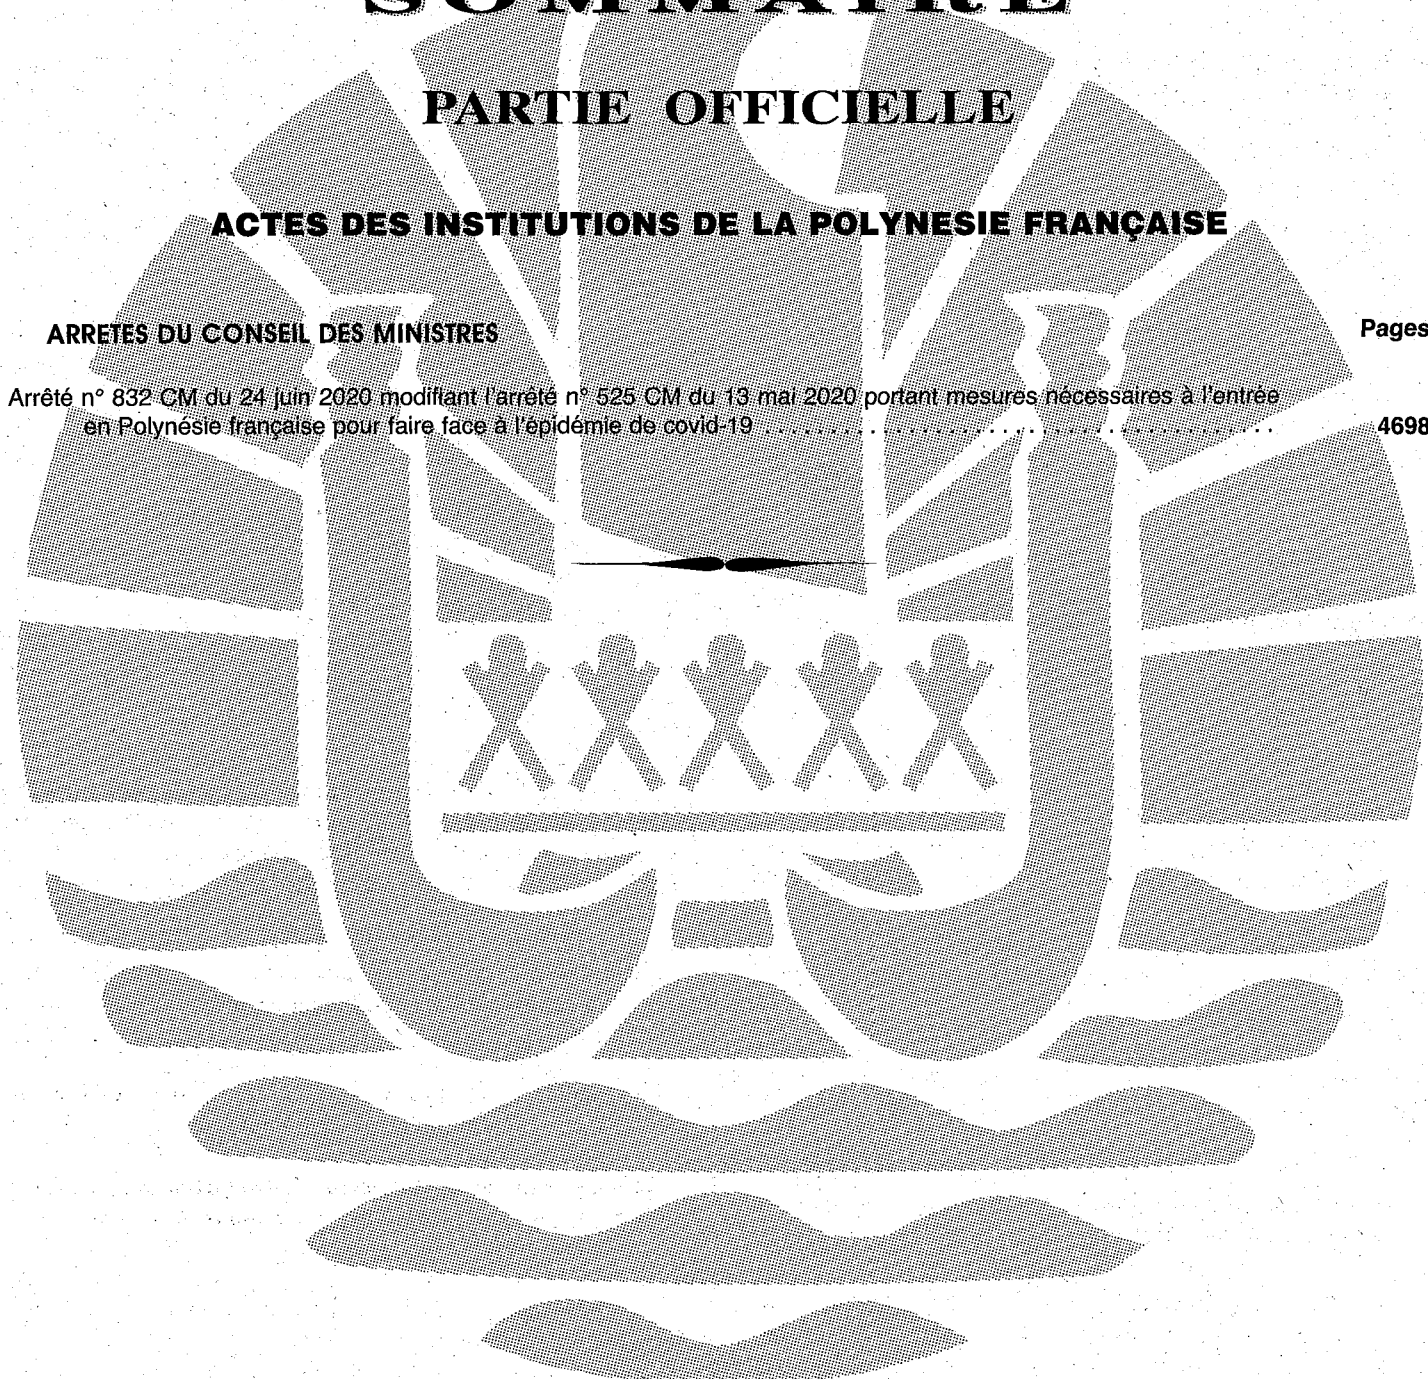 SOMMAIRE
PARTIE OFFICIELLE
ACTES DES INSTITUTIONS DE LA POLYNESIE FRANÇAISE
ARRETES DU CONSEIL DES MINISTRES Pages
Arrêté n° 832 CM du 24 juin 2020 modifiant l'arrêté n° 525 CM du 13 mai 2020 portant mesures nécessaires à l'entrée
en Polynésie française pour faire face à l'épidémie de covid-19 ........................................ 4698